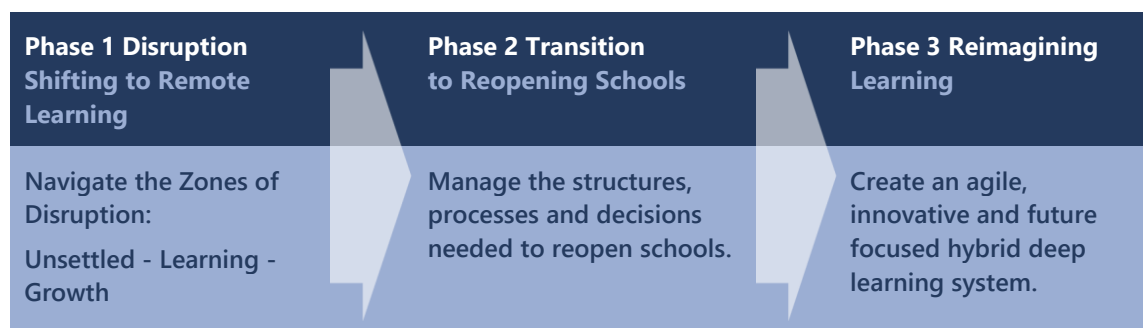 Phase 1 Disruption
Shifting to Remote
Learning
Navigate the Zones of
Disruption:
Unsettled - Learning -
Growth
Phase 2 Transition
to Reopening Schools
Manage the structures,
processes and decisions
needed to reopen schools.
Phase 3 Reimagining
Learning
Create an agile,
innovative and future
focused hybrid deep
learning system.